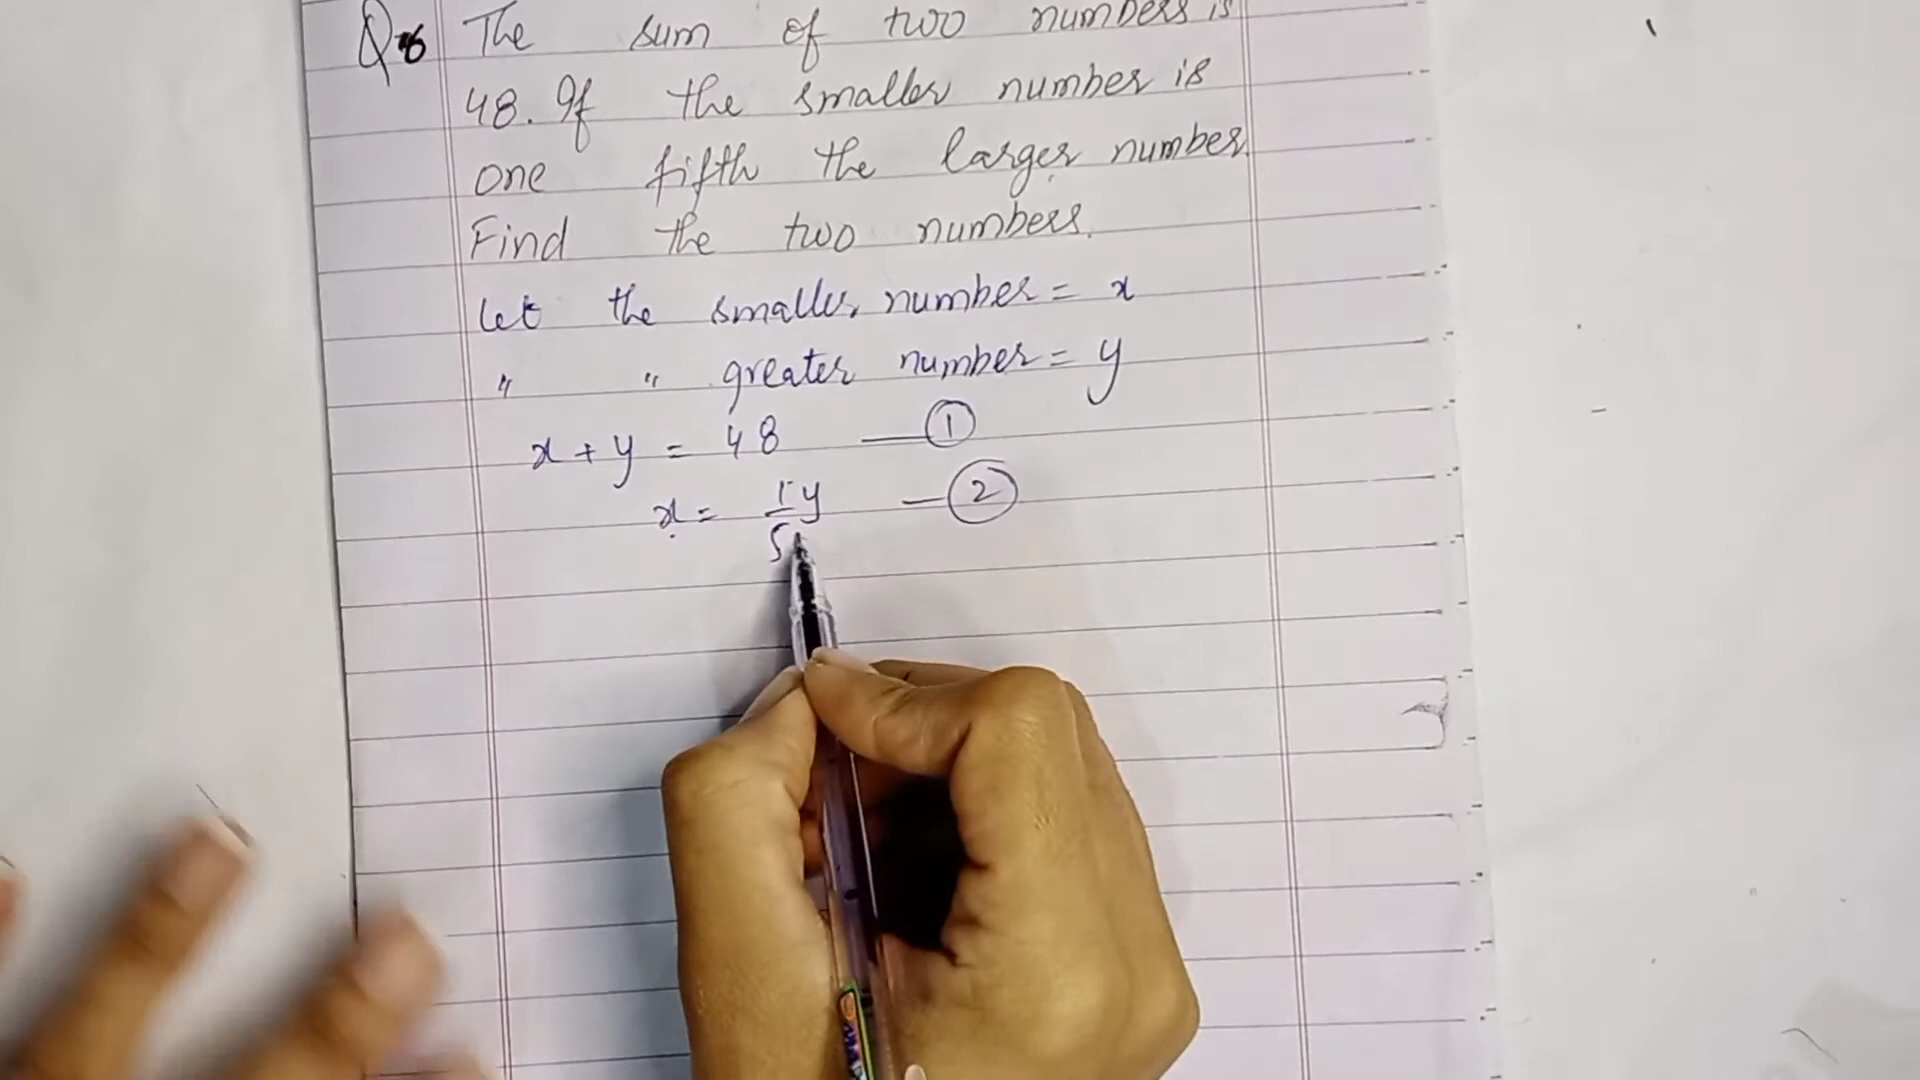 Q 6 The sum of two numbers is
48. If the smaller number is
one fifth the larger number.
Find the two numbers.
Let the smaller number = x
" " greater number = y
x + y = 48 — ①
x = 1/5 y — ②